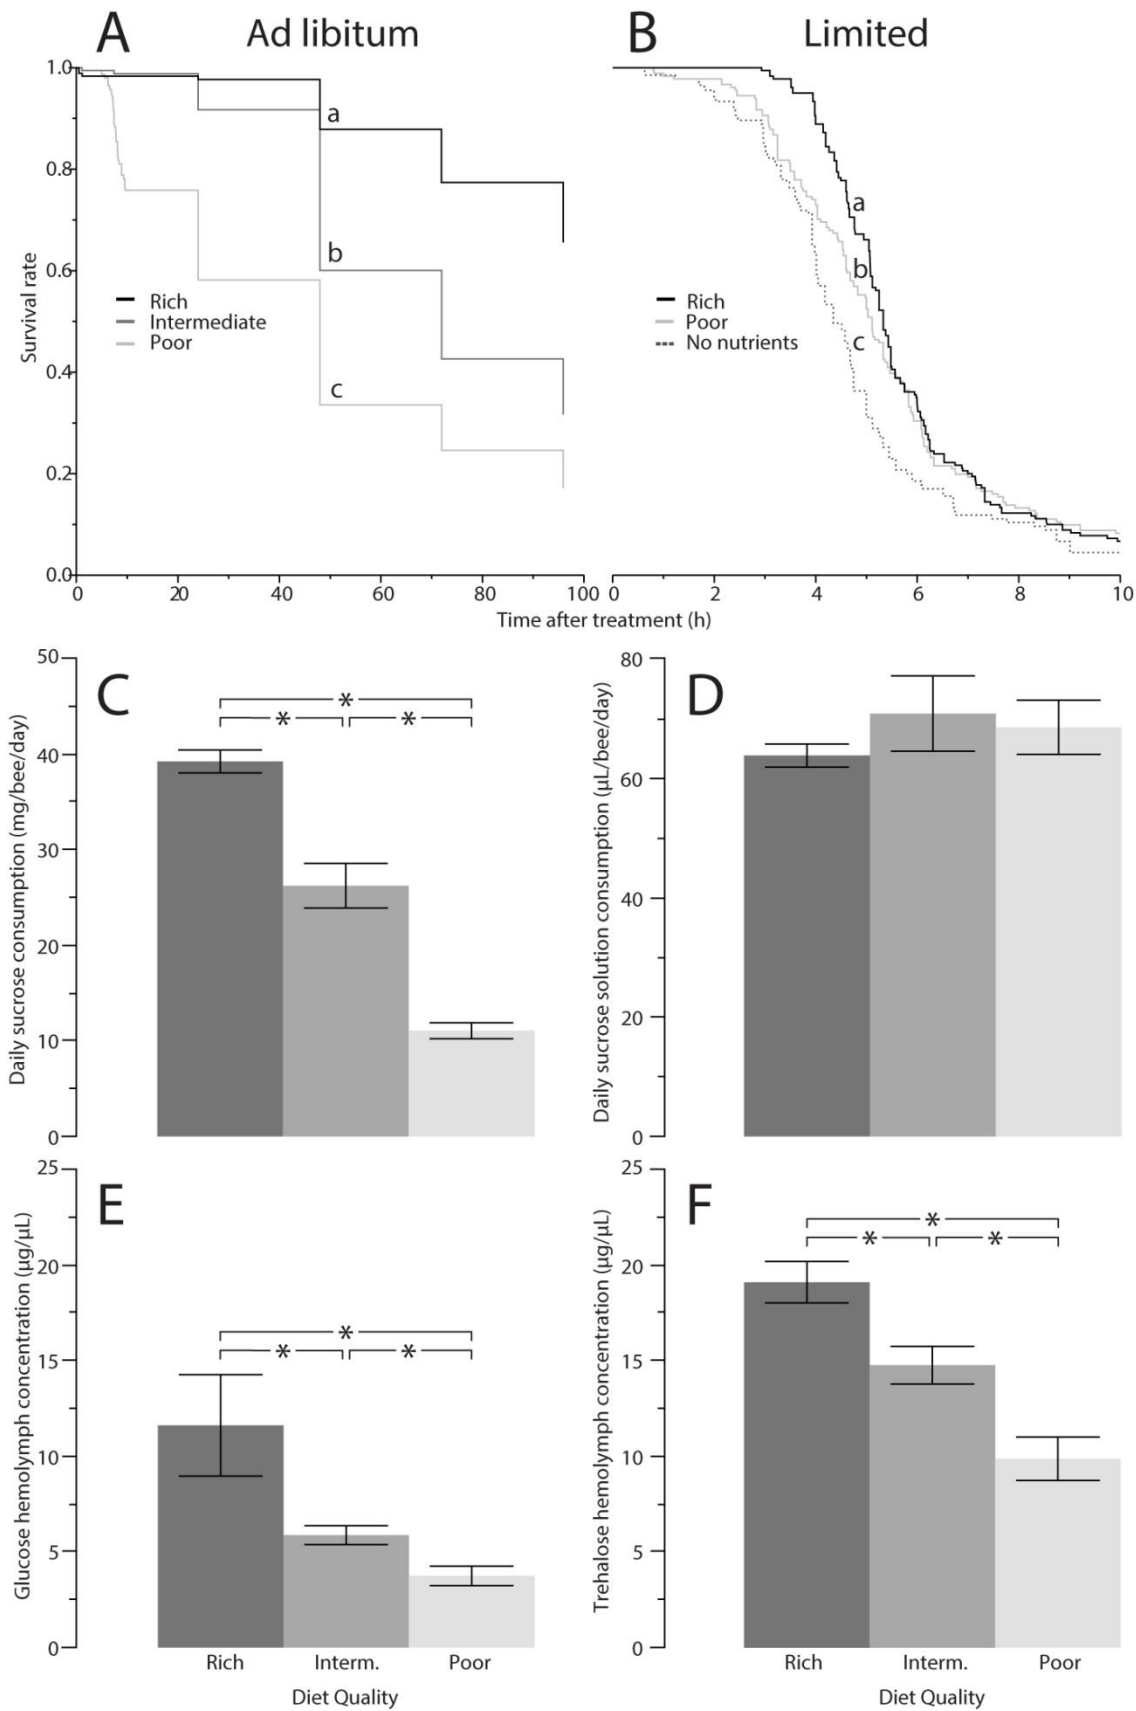 A Ad libitum
B Limited
Survival rate
1.0
0.8
0.6
0.4
0.2
0.0
a
b
c
Rich
Intermediate
Poor
0 20 40 60 80 100
a
b
c
Rich
Poor
No nutrients
0 2 4 6 8 10
Time after treatment (h)
C
Daily sucrose consumption (mg/bee/day)
50
40
30
20
10
0
* 
* *
D
Daily sucrose solution consumption (µL/bee/day)
80
60
40
20
0
E
Glucose hemolymph concentration (µg/µL)
25
20
15
10
5
0
*
* *
Rich Interm. Poor
Diet Quality
F
Trehalose hemolymph concentration (µg/µL)
25
20
15
10
5
0
*
* *
Rich Interm. Poor
Diet Quality